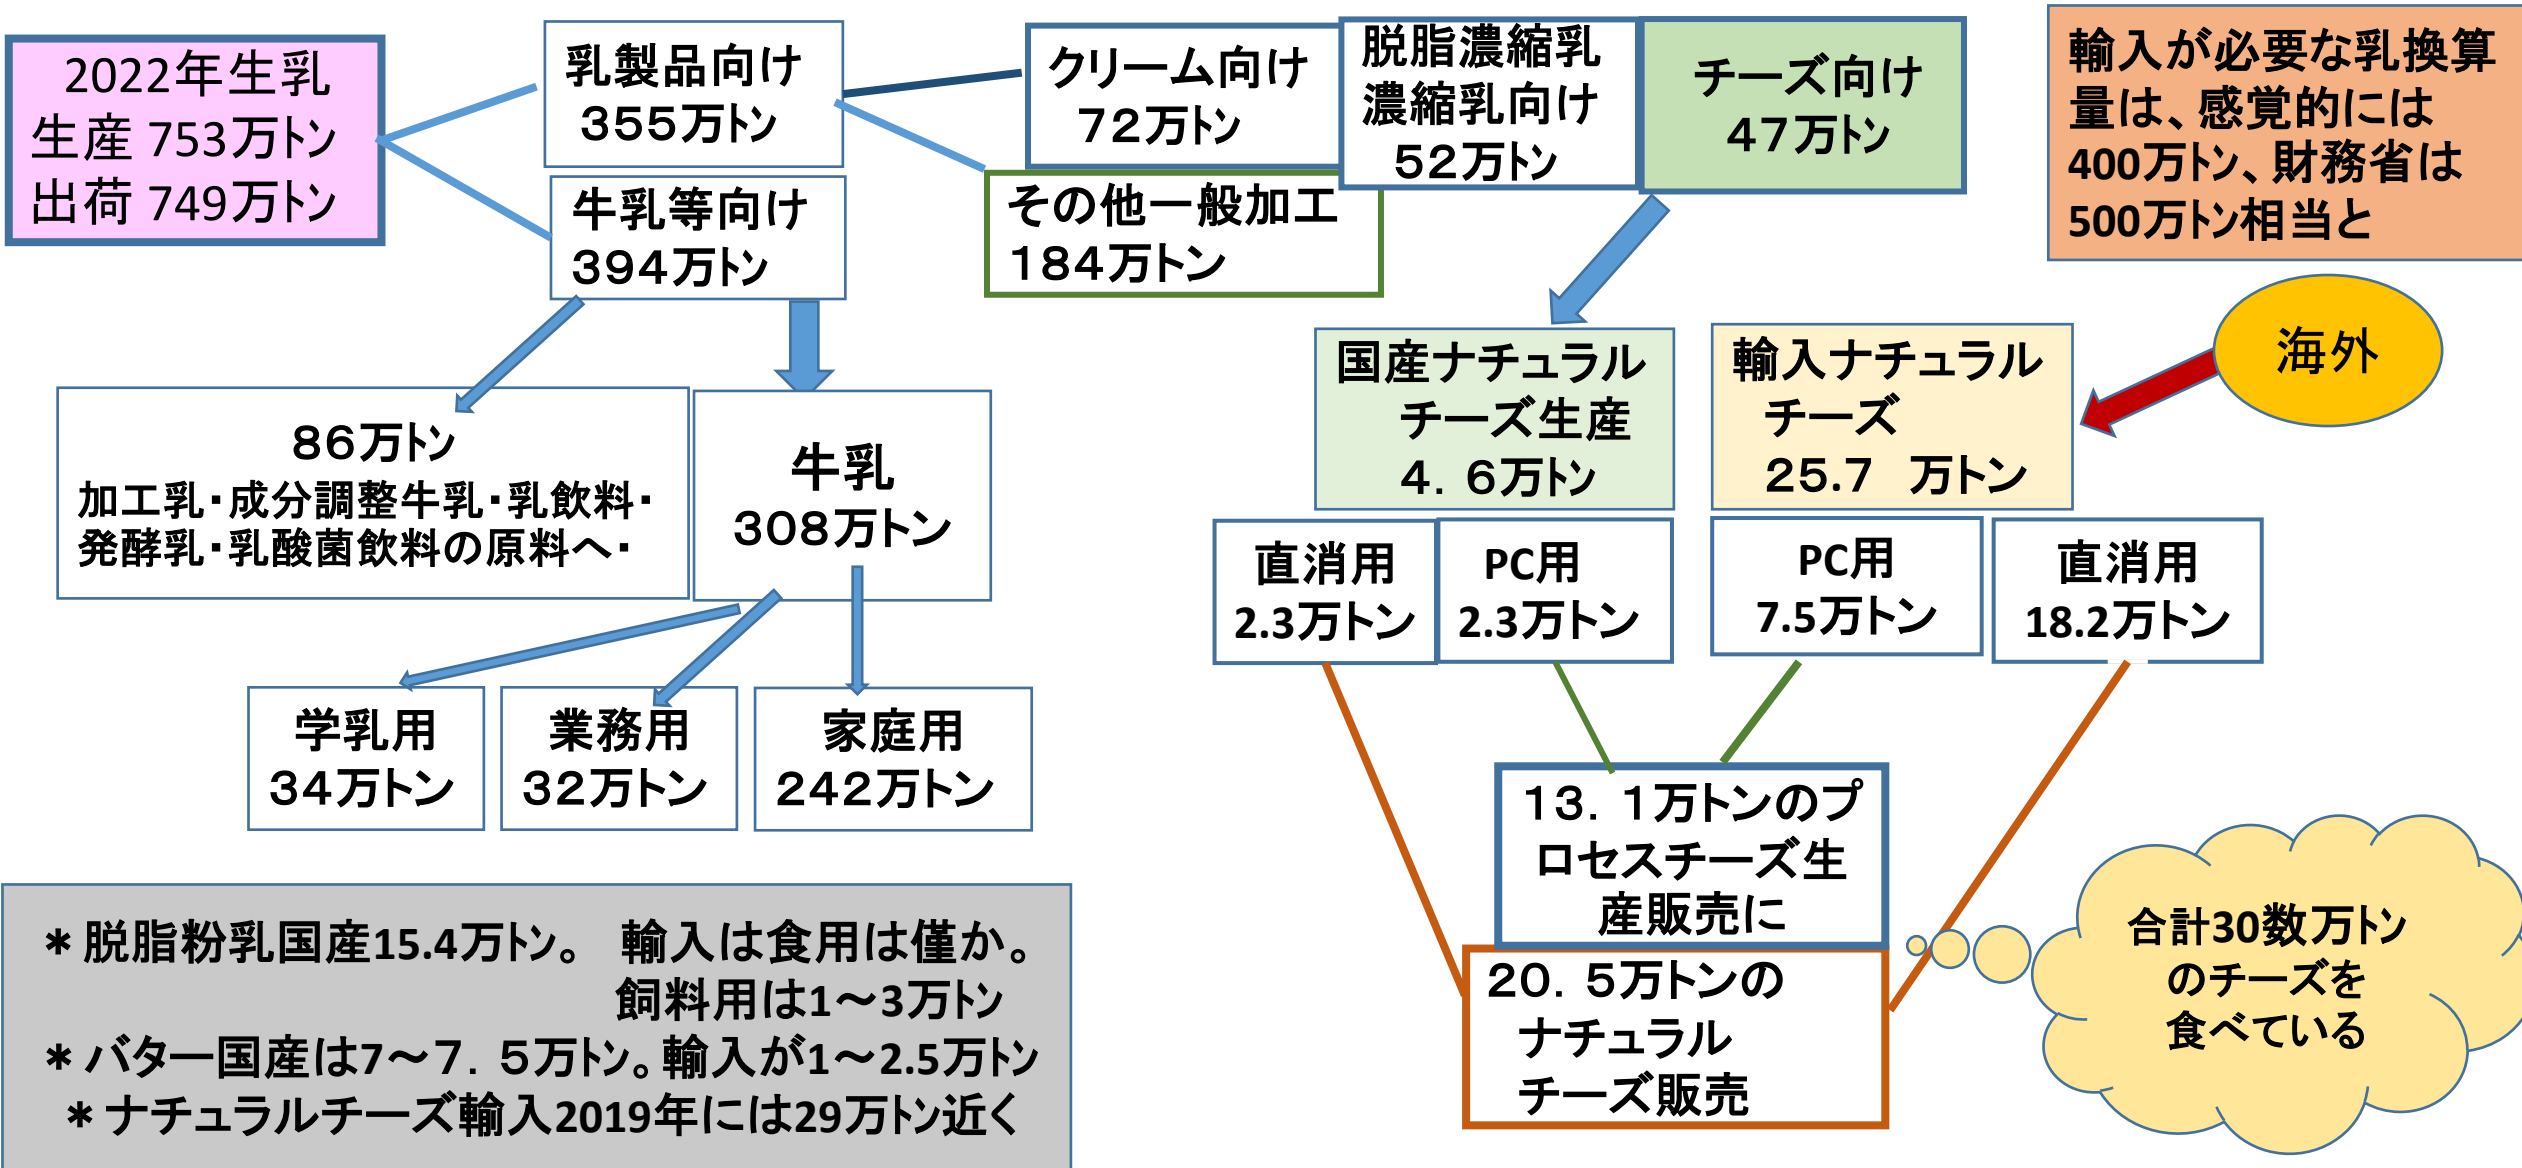 2022年生乳
生産 753万トン
出荷 749万トン
乳製品向け
355万トン
牛乳等向け
394万トン
クリーム向け
72万トン
脱脂濃縮乳
濃縮乳向け
52万トン
チーズ向け
47万トン
その他一般加工
184万トン
輸入が必要な乳換算
量は、感覚的には
400万トン、財務省は
500万トン相当と
海外
86万トン
加工乳・成分調整牛乳・乳飲料・
発酵乳・乳酸菌飲料の原料へ・
牛乳
308万トン
学乳用
34万トン
業務用
32万トン
家庭用
242万トン
国産ナチュラル
チーズ生産
4．6万トン
輸入ナチュラル
チーズ
25.7　万トン
直消用
2.3万トン
PC用
2.3万トン
PC用
7.5万トン
直消用
18.2万トン
13．1万トンのプ
ロセスチーズ生
産販売に
20．5万トンの
ナチュラル
チーズ販売
合計30数万トン
のチーズを
食べている
＊脱脂粉乳国産15.4万トン。　輸入は食用は僅か。
飼料用は1～3万トン
＊バター国産は7～7．5万トン。輸入が1～2.5万トン
＊ナチュラルチーズ輸入2019年には29万トン近く